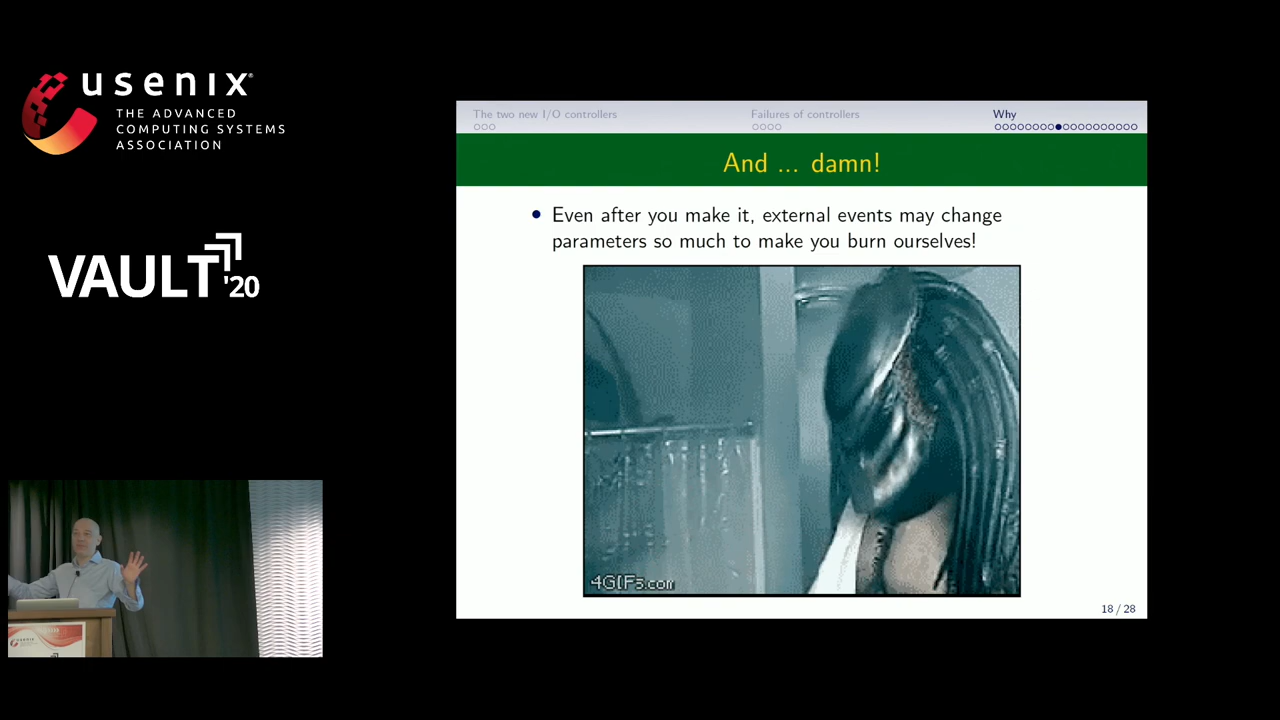 usenix®
THE ADVANCED
COMPUTING SYSTEMS
ASSOCIATION
VAULT '20
The two new I/O controllers
Failures of controllers
Why
And ... damn!
• Even after you make it, external events may change
parameters so much to make you burn ourselves!
4GIFs.com
18 / 28
usenix